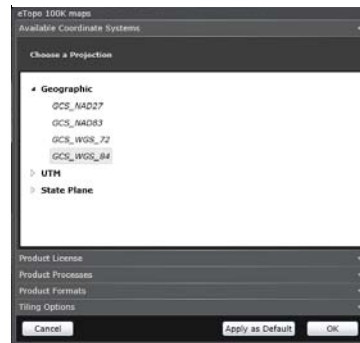 eTopo 100K maps
Available Coordinate Systems
Choose a Projection
Geographic
GCS_NAD27
GCS_NAD83
GCS_WGS_72
GCS_WGS_84
UTM
State Plane
Product License
Product Processes
Product Formats
Tiling Options
Cancel Apply as Default OK